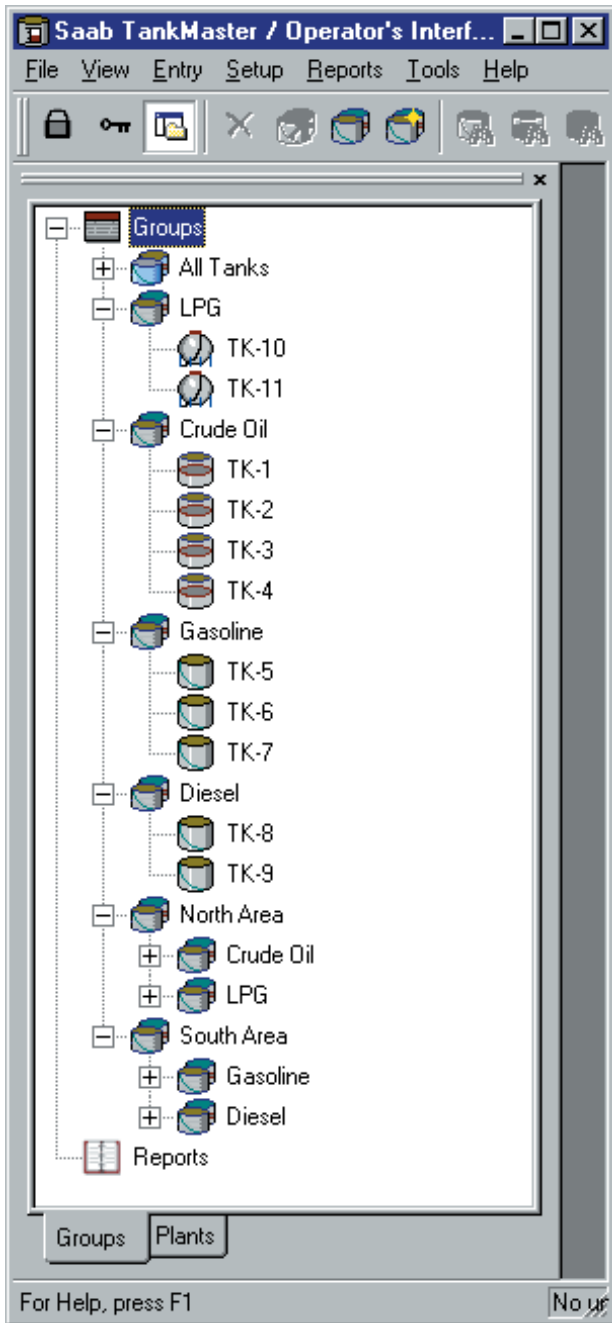 Saab TankMaster / Operator's Interf...
File View Entry Setup Reports Tools Help
Groups
All Tanks
LPG
TK-10
TK-11
Crude Oil
TK-1
TK-2
TK-3
TK-4
Gasoline
TK-5
TK-6
TK-7
Diesel
TK-8
TK-9
North Area
Crude Oil
LPG
South Area
Gasoline
Diesel
Reports
Groups Plants
For Help, press F1 No